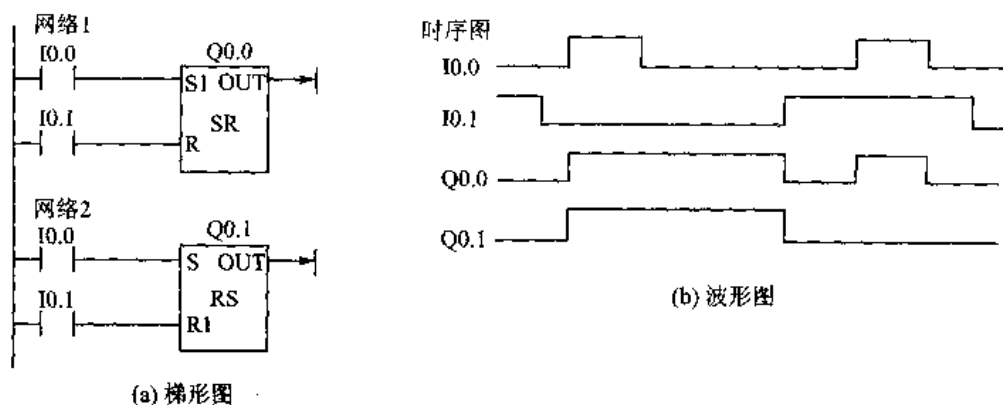 网络1
I0.0
Q0.0
S1 OUT
I0.1
SR
R
网络2
I0.0
Q0.1
S OUT
I0.1
RS
R1
(a) 梯形图
时序图
I0.0
I0.1
Q0.0
Q0.1
(b) 波形图